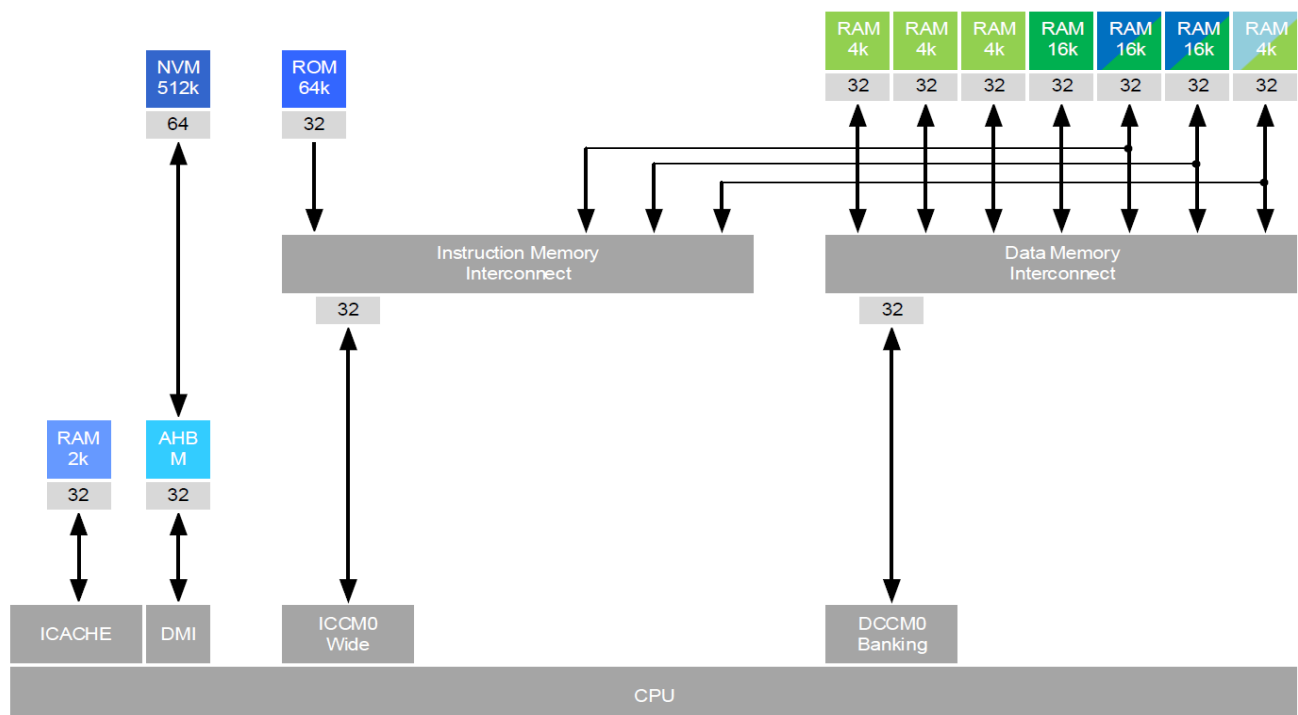 RAM
4k
RAM
4k
RAM
4k
RAM
16k
RAM
16k
RAM
16k
RAM
4k
32
32
32
32
32
32
32
NVM
512k
64
ROM
64k
32
Instruction Memory
Interconnect
Data Memory
Interconnect
32
32
RAM
2k
32
AHB
M
32
ICACHE
DMI
ICCM0
Wide
DCCM0
Banking
CPU